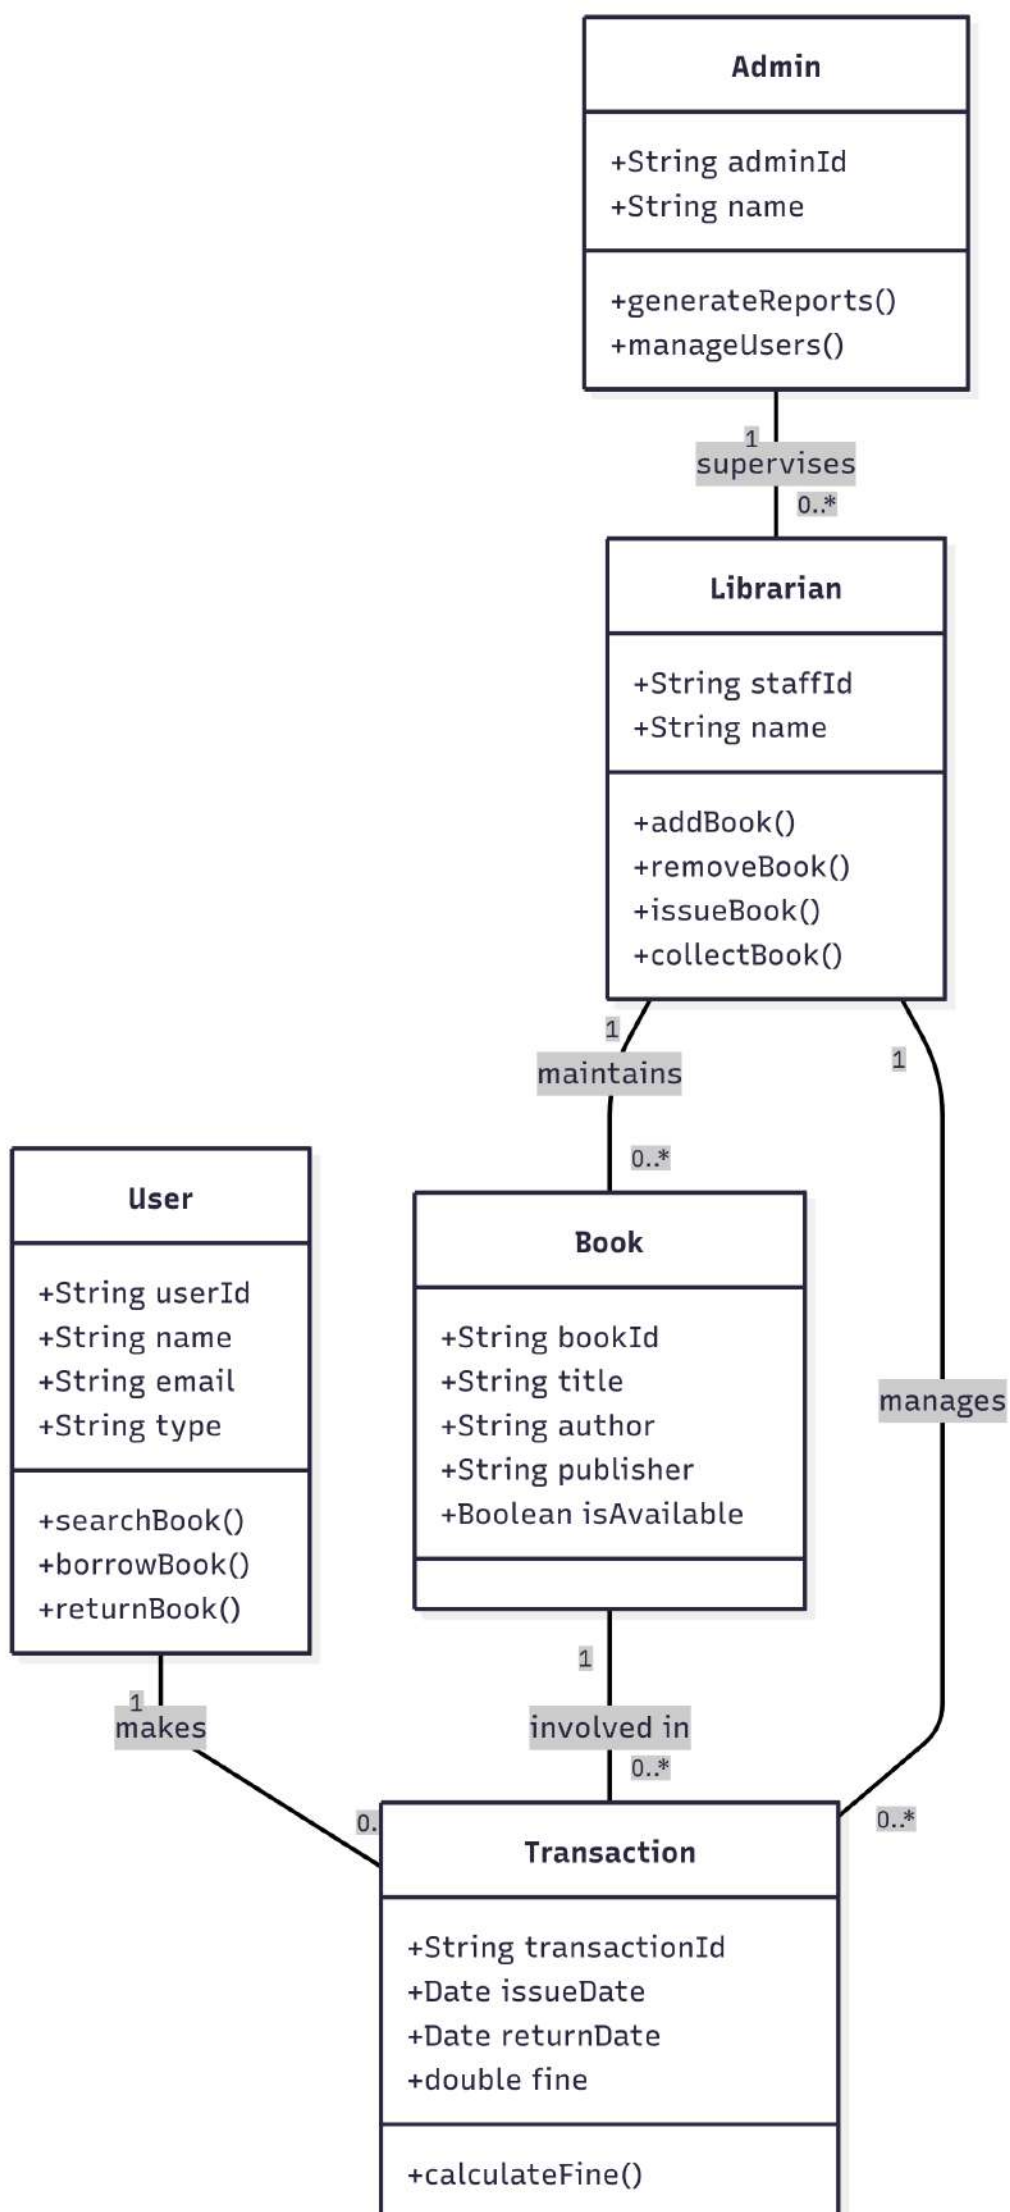 Admin
+String adminId
+String name
+generateReports()
+manageUsers()
1
supervises
0..*
Librarian
+String staffId
+String name
+addBook()
+removeBook()
+issueBook()
+collectBook()
1
maintains
0..*
1
manages
0..*
User
+String userId
+String name
+String email
+String type
+searchBook()
+borrowBook()
+returnBook()
1
makes
0.
Book
+String bookId
+String title
+String author
+String publisher
+Boolean isAvailable
1
involved in
0..*
Transaction
+String transactionId
+Date issueDate
+Date returnDate
+double fine
+calculateFine()